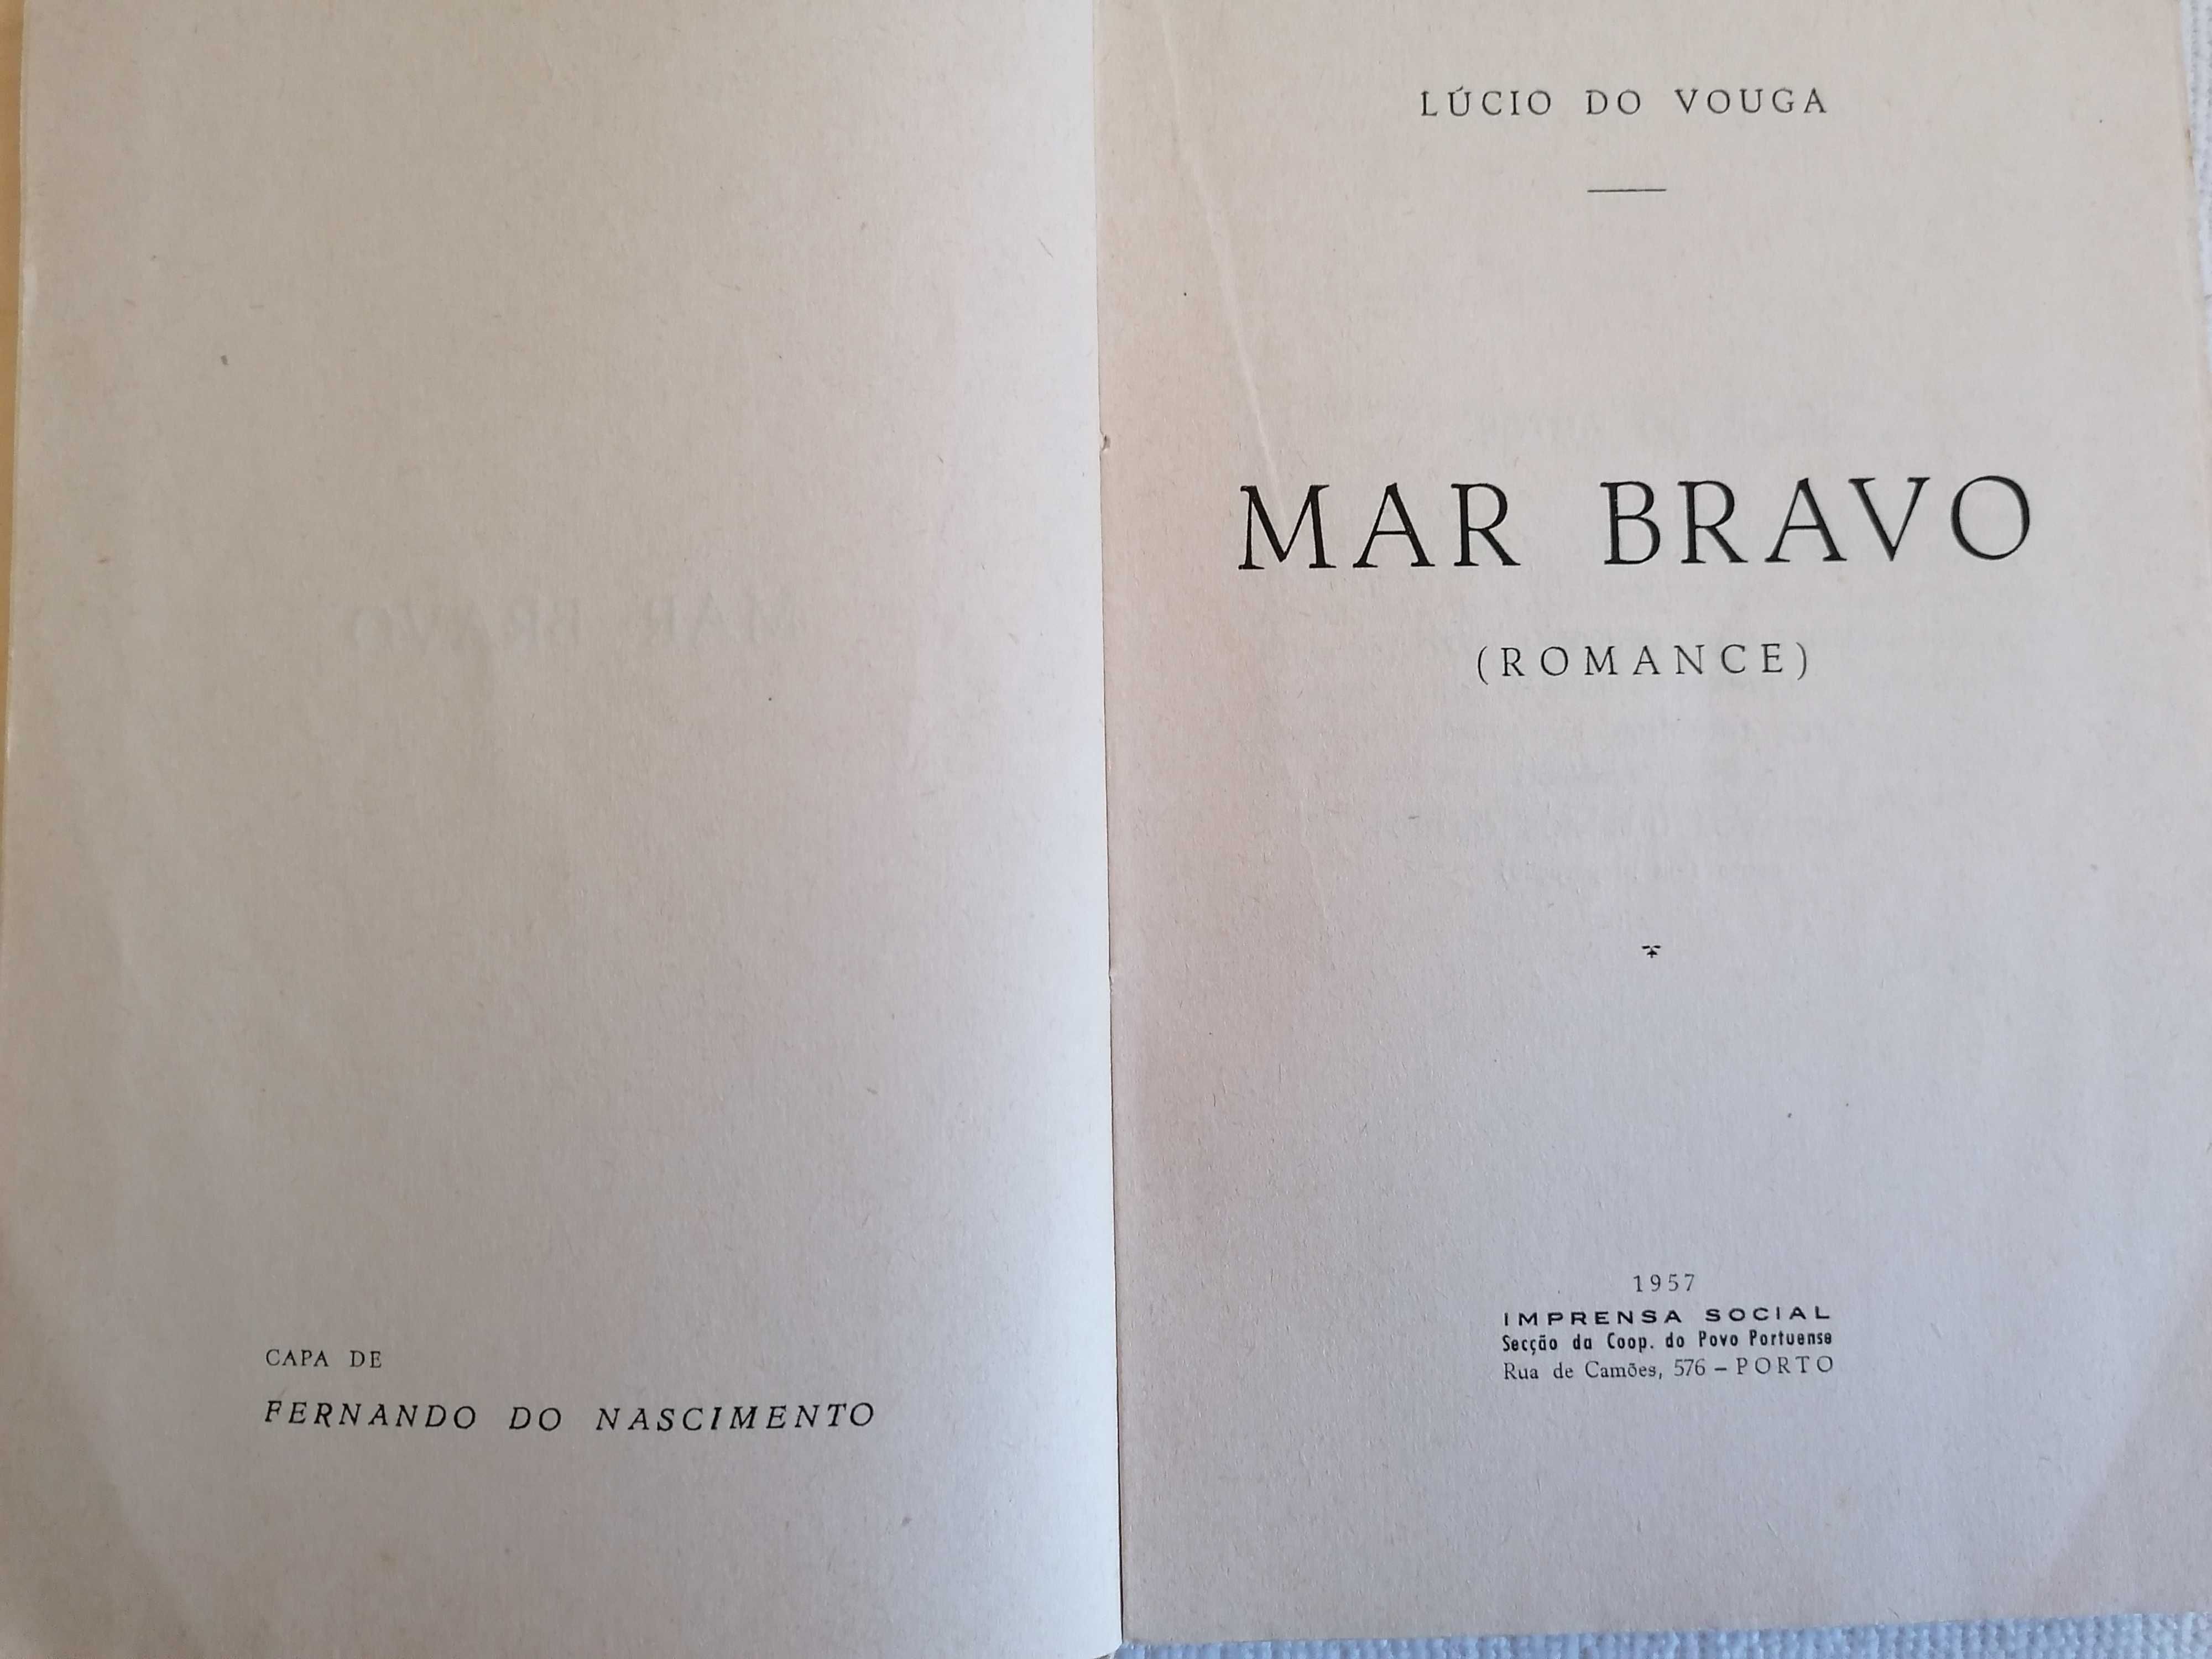 CAPA DE
FERNANDO DO NASCIMENTO
LÚCIO DO VOUGA
MAR BRAVO
(ROMANCE)
1957
IMPRENSA SOCIAL
Secção da Coop. do Povo Portuense
Rua de Camões, 576 – PORTO